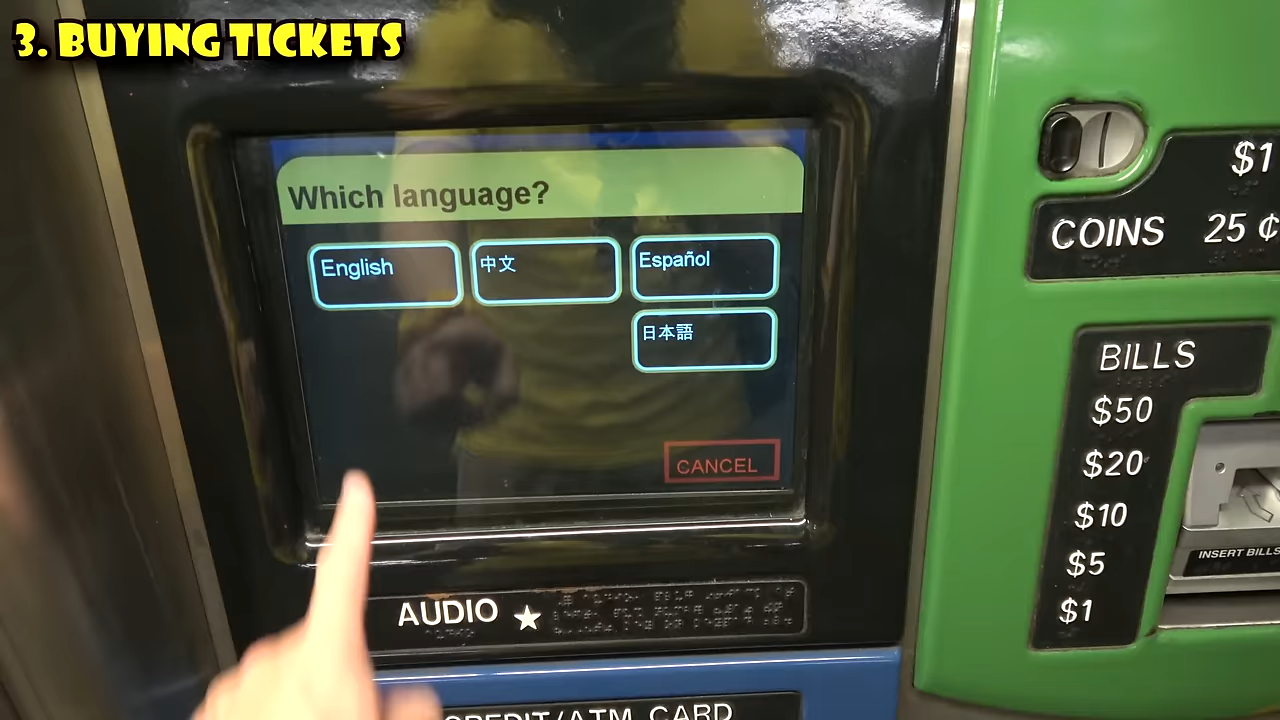 3. BUYING TICKETS
Which language?
English
中文
Español
日本語
CANCEL
AUDIO ★
CREDIT/ATM CARD
$1
COINS 25 ¢
BILLS
$50
$20
$10
$5
$1
INSERT BILLS